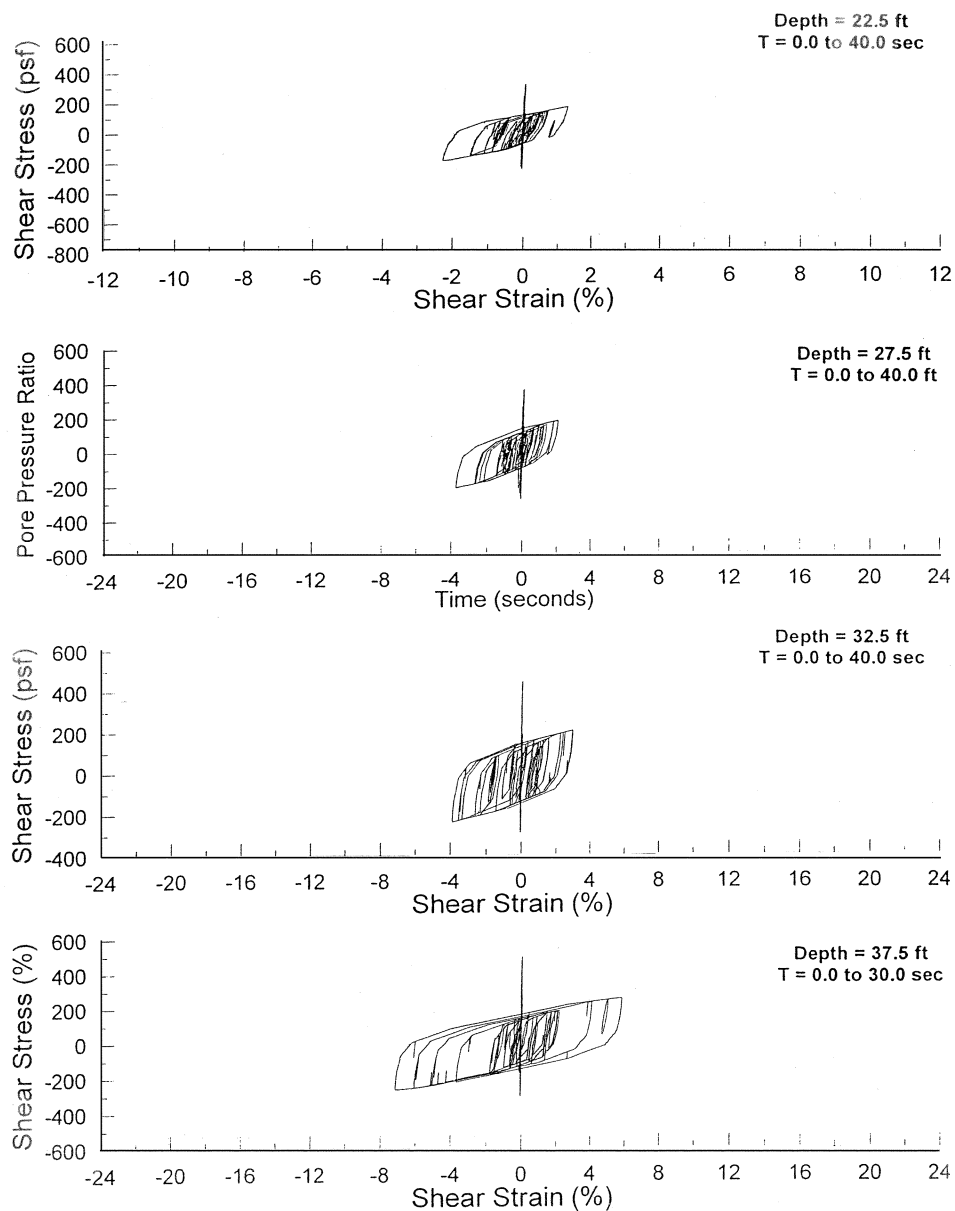 Depth = 22.5 ft
T = 0.0 to 40.0 sec
Shear Stress (psf)
600
400
200
0
-200
-400
-600
-800
-12 -10 -8 -6 -4 -2 0 2 4 6 8 10 12
Shear Strain (%)
Depth = 27.5 ft
T = 0.0 to 40.0 ft
Pore Pressure Ratio
600
400
200
0
-200
-400
-600
-24 -20 -16 -12 -8 -4 0 4 8 12 16 20 24
Time (seconds)
Depth = 32.5 ft
T = 0.0 to 40.0 sec
Shear Stress (psf)
600
400
200
0
-200
-400
-24 -20 -16 -12 -8 -4 0 4 8 12 16 20 24
Shear Strain (%)
Depth = 37.5 ft
T = 0.0 to 30.0 sec
Shear Stress (%)
600
400
200
0
-200
-400
-600
-24 -20 -16 -12 -8 -4 0 4 8 12 16 20 24
Shear Strain (%)